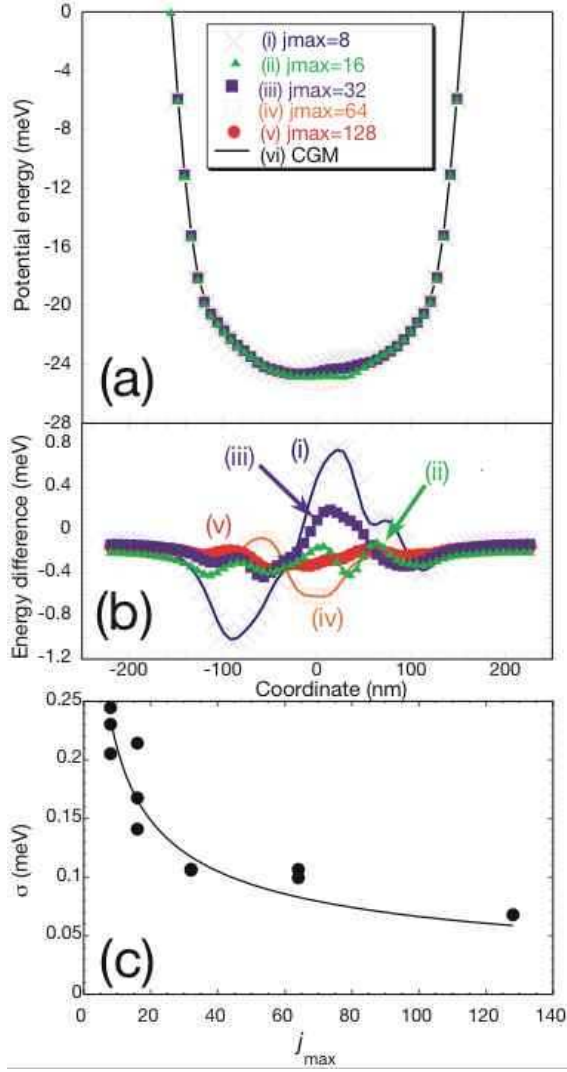 0
-4
-8
-12
-16
-20
-24
-28
Potential energy (meV)
(i) jmax=8
(ii) jmax=16
(iii) jmax=32
(iv) jmax=64
(v) jmax=128
(vi) CGM
(a)
0.8
0.4
0
-0.4
-0.8
-1.2
Energy difference (meV)
(iii)
(i)
(ii)
(v)
(iv)
(b)
-200 -100 0 100 200
Coordinate (nm)
0.25
0.2
0.15
0.1
0.05
0
σ (meV)
(c)
0 20 40 60 80 100 120 140
jmax